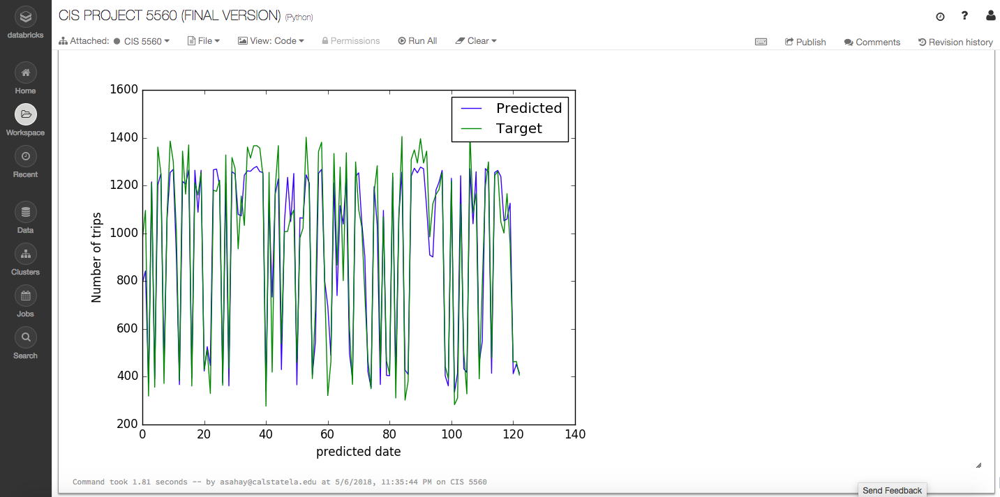 databricks
Home
Workspace
Recent
Data
Clusters
Jobs
Search
CIS PROJECT 5560 (FINAL VERSION) (Python)
Attached: CIS 5560 File View: Code Permissions Run All Clear Publish Comments Revision history
?
1600
1400
1200
1000
800
600
400
200
Number of trips
Predicted
Target
0 20 40 60 80 100 120 140
predicted date
Command took 1.81 seconds -- by asahay@calstatela.edu at 5/6/2018, 11:35:44 PM on CIS 5560
Send Feedback